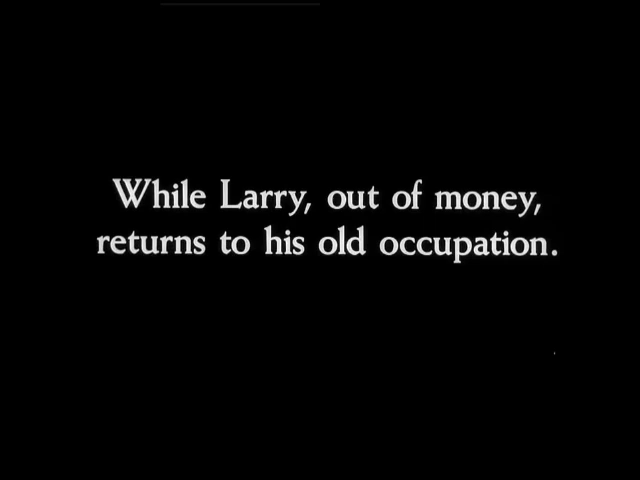 While Larry, out of money,
returns to his old occupation.